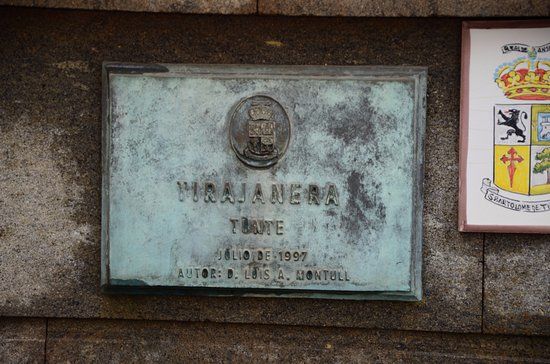 TIRAJANERA
TUNTE
JULIO DE 1997
AUTOR: D. LUIS A. MONTULL